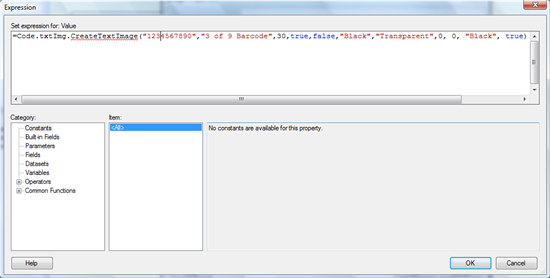 Expression
Set expression for: Value
=Code.txtImg.CreateTextImage("1234567890","3 of 9 Barcode",30,true,false,"Black","Transparent",0, 0, "Black", true)
Category:
Item:
Constants
Built-in Fields
Parameters
Fields
Datasets
Variables
Operators
Common Functions
<All>
No constants are available for this property.
Help
OK
Cancel